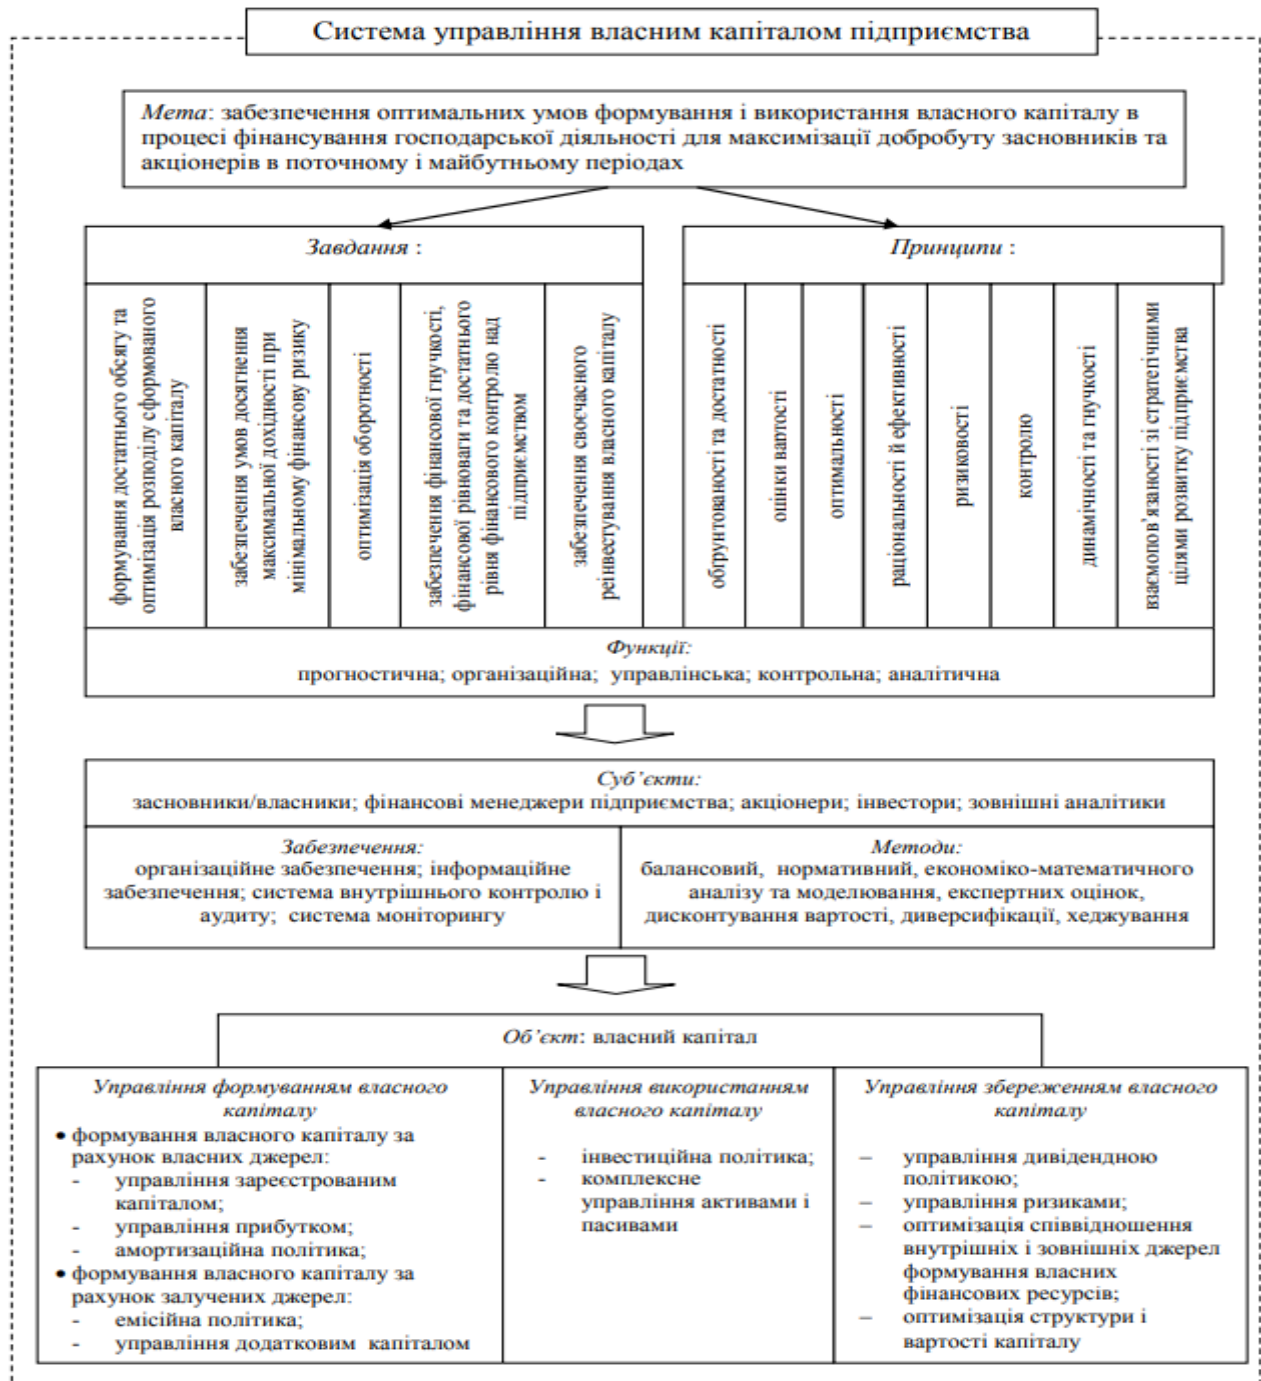 Система управління власним капіталом підприємства
Мета: забезпечення оптимальних умов формування і використання власного капіталу в
процесі фінансування господарської діяльності для максимізації добробуту засновників та
акціонерів в поточному і майбутньому періодах
Завдання :
формування достатнього обсягу та
оптимізація розподілу сформованого
власного капіталу
забезпечення умов досягнення
максимальної дохідності при
мінімальному фінансову ризику
оптимізація оборотності
забезпечення фінансової гнучкості,
фінансової рівноваги та достатнього
рівня фінансового контролю над
підприємством
забезпечення своєчасного
реінвестування власного капіталу
Принципи :
обґрунтованості та достатності
оцінки вартості
оптимальності
раціональності й ефективності
ризиковості
контролю
динамічності та гнучкості
взаємопов’язаності зі стратегічними
цілями розвитку підприємства
Функції:
прогностична; організаційна; управлінська; контрольна; аналітична
Суб’єкти:
засновники/власники; фінансові менеджери підприємства; акціонери; інвестори; зовнішні аналітики
Забезпечення:
організаційне забезпечення; інформаційне
забезпечення; система внутрішнього контролю і
аудиту; система моніторингу
Методи:
балансовий, нормативний, економіко-математичного
аналізу та моделювання, експертних оцінок,
дисконтування вартості, диверсифікації, хеджування
Об’єкт: власний капітал
Управління формуванням власного
капіталу
• формування власного капіталу за
рахунок власних джерел:
- управління зареєстрованим
капіталом;
- управління прибутком;
- амортизаційна політика;
• формування власного капіталу за
рахунок залучених джерел:
- емісійна політика;
- управління додатковим капіталом
Управління використанням
власного капіталу
- інвестиційна політика;
- комплексне
управління активами і
пасивами
Управління збереженням власного
капіталу
– управління дивідендною
політикою;
– управління ризиками;
– оптимізація співвідношення
внутрішніх і зовнішніх джерел
формування власних
фінансових ресурсів;
– оптимізація структури і
вартості капіталу